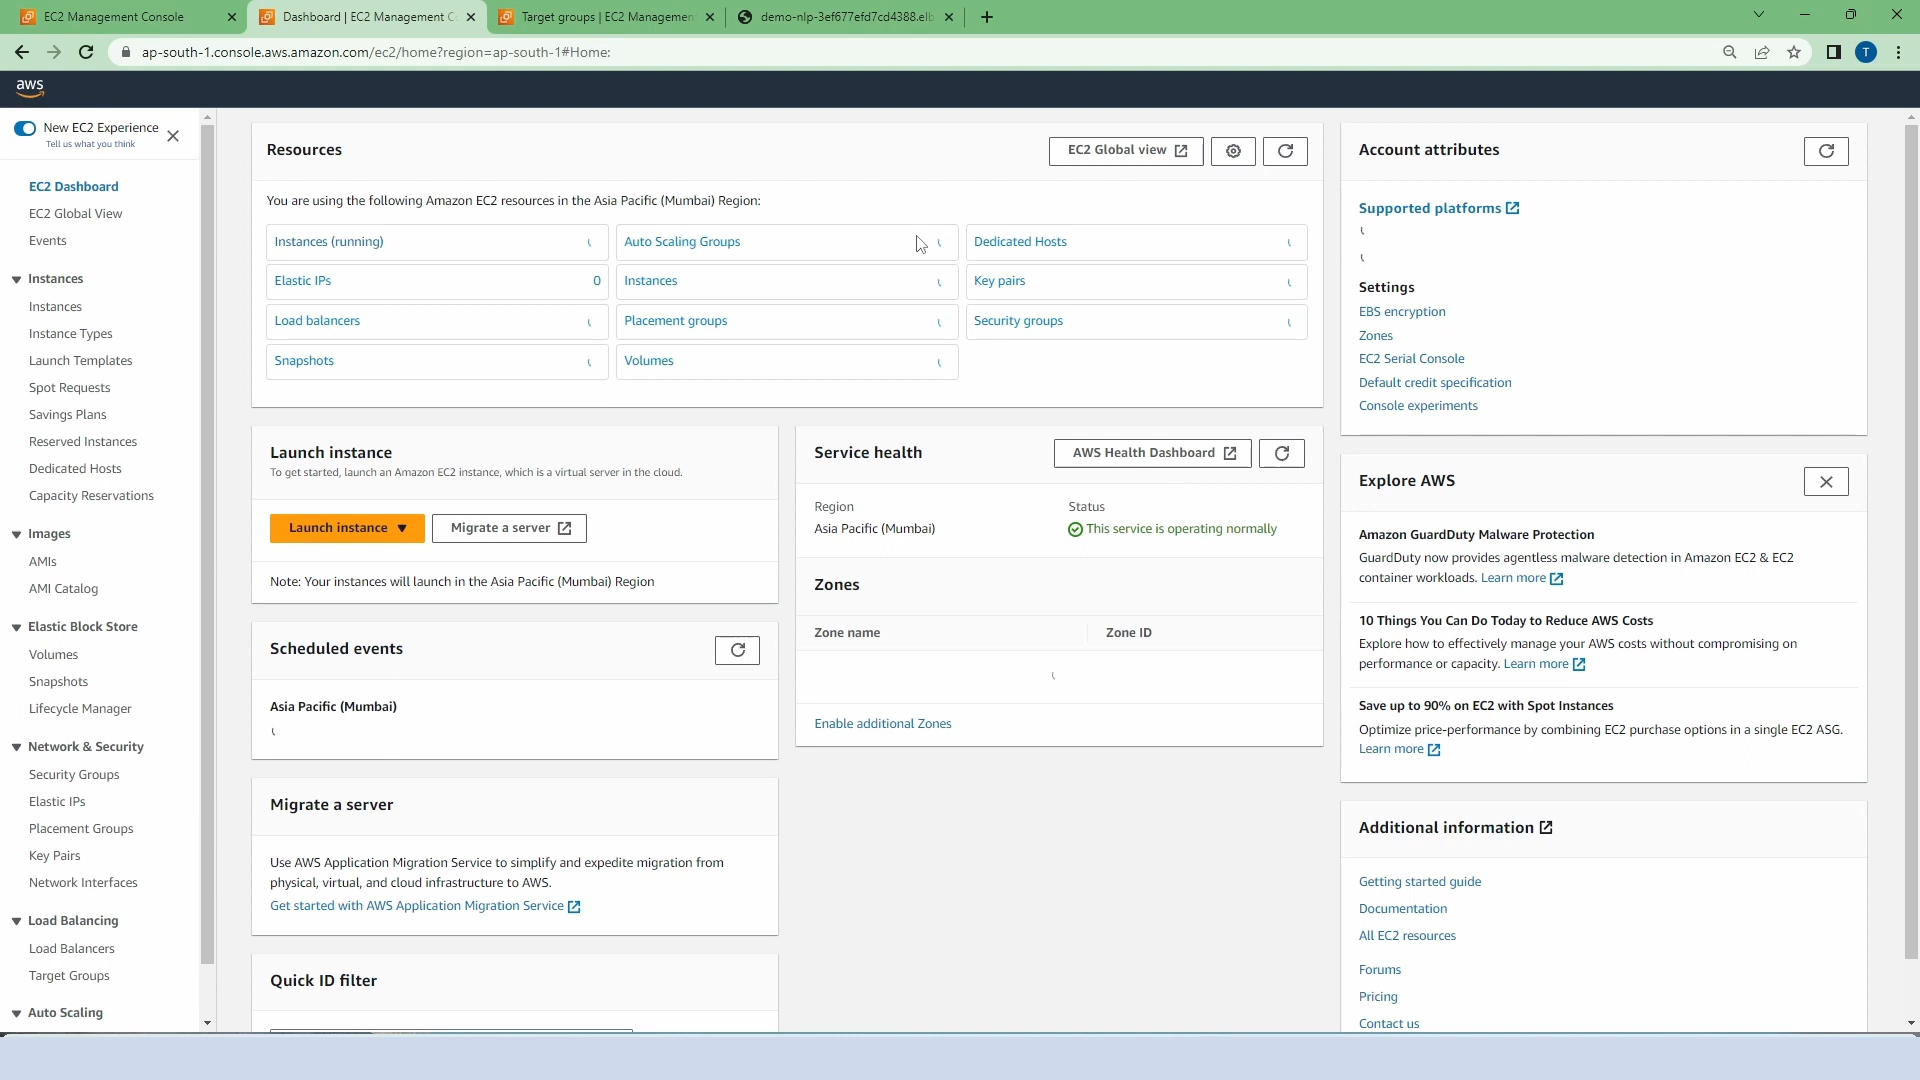 EC2 Management Console
Dashboard | EC2 Management C
Target groups | EC2 Management
demo-nlp-3ef677efd7cd4388.elb
ap-south-1.console.aws.amazon.com/ec2/home?region=ap-south-1#Home:
T
aws
New EC2 Experience
Tell us what you think
EC2 Dashboard
EC2 Global View
Events
Instances
Instances
Instance Types
Launch Templates
Spot Requests
Savings Plans
Reserved Instances
Dedicated Hosts
Capacity Reservations
Images
AMIs
AMI Catalog
Elastic Block Store
Volumes
Snapshots
Lifecycle Manager
Network & Security
Security Groups
Elastic IPs
Placement Groups
Key Pairs
Network Interfaces
Load Balancing
Load Balancers
Target Groups
Auto Scaling
Resources
EC2 Global view
You are using the following Amazon EC2 resources in the Asia Pacific (Mumbai) Region:
Instances (running)
Auto Scaling Groups
Dedicated Hosts
Elastic IPs 0
Instances
Key pairs
Load balancers
Placement groups
Security groups
Snapshots
Volumes
Launch instance
To get started, launch an Amazon EC2 instance, which is a virtual server in the cloud.
Launch instance
Migrate a server
Note: Your instances will launch in the Asia Pacific (Mumbai) Region
Scheduled events
Asia Pacific (Mumbai)
Migrate a server
Use AWS Application Migration Service to simplify and expedite migration from
physical, virtual, and cloud infrastructure to AWS.
Get started with AWS Application Migration Service
Quick ID filter
Service health
AWS Health Dashboard
Region
Status
Asia Pacific (Mumbai)
This service is operating normally
Zones
Zone name
Zone ID
Enable additional Zones
Account attributes
Supported platforms
Settings
EBS encryption
Zones
EC2 Serial Console
Default credit specification
Console experiments
Explore AWS
Amazon GuardDuty Malware Protection
GuardDuty now provides agentless malware detection in Amazon EC2 & EC2
container workloads. Learn more
10 Things You Can Do Today to Reduce AWS Costs
Explore how to effectively manage your AWS costs without compromising on
performance or capacity. Learn more
Save up to 90% on EC2 with Spot Instances
Optimize price-performance by combining EC2 purchase options in a single EC2 ASG.
Learn more
Additional information
Getting started guide
Documentation
All EC2 resources
Forums
Pricing
Contact us